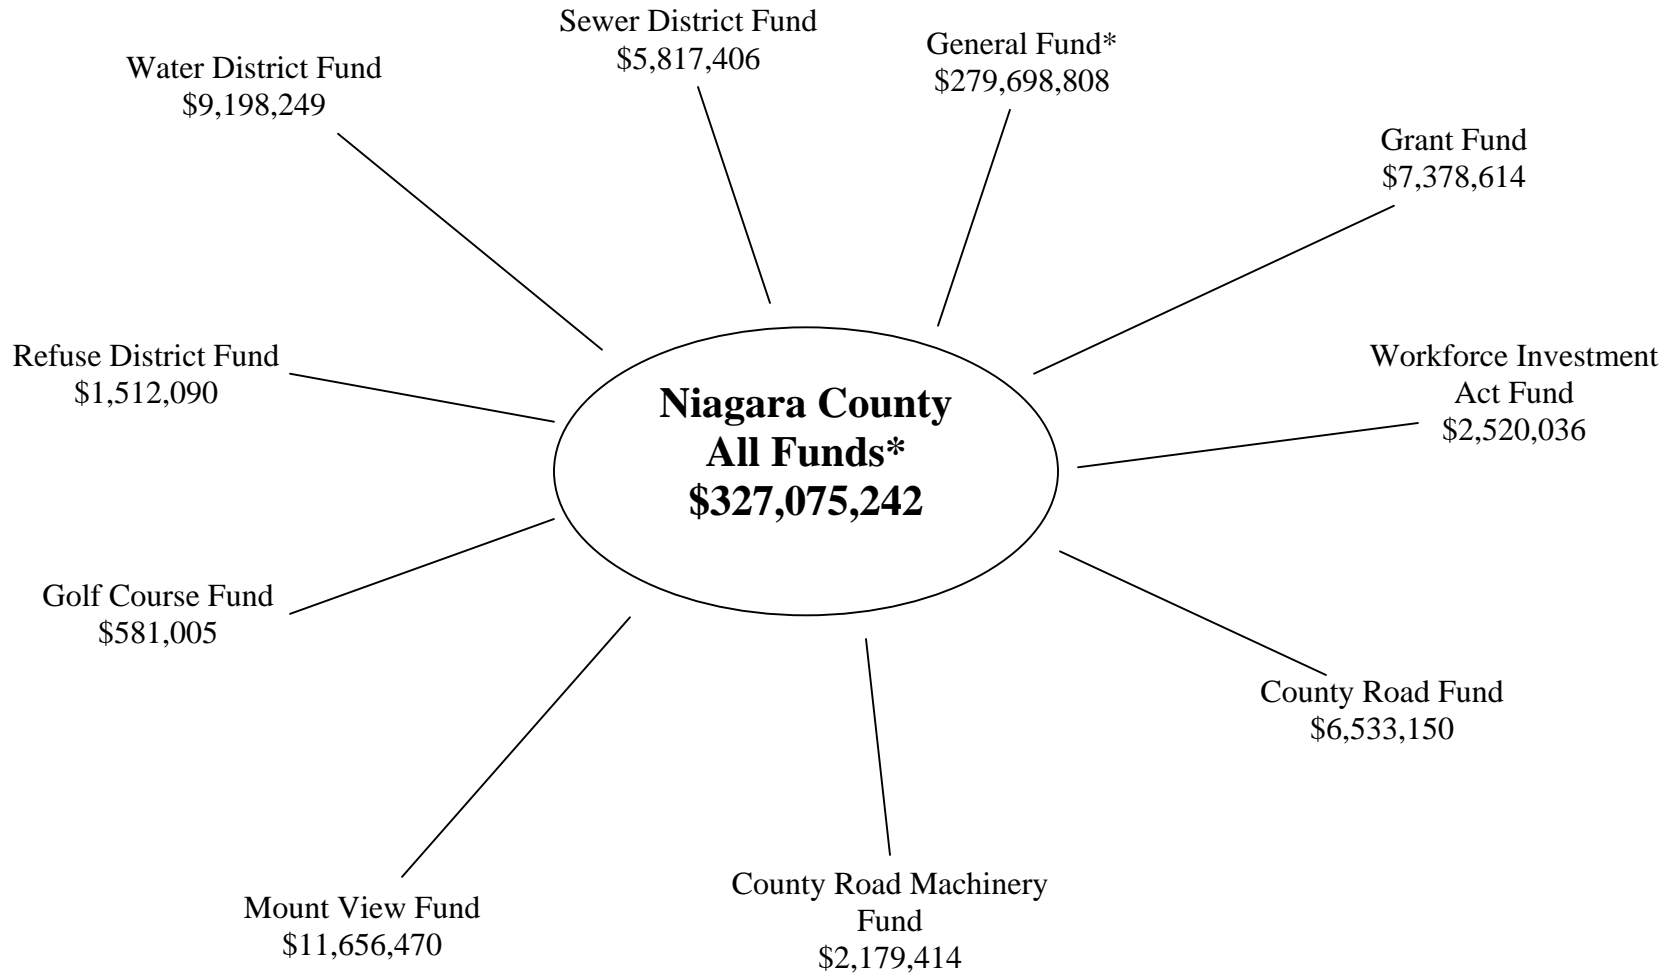 Sewer District Fund
$5,817,406
General Fund*
$279,698,808
Water District Fund
$9,198,249
Grant Fund
$7,378,614
Refuse District Fund
$1,512,090
Workforce Investment
Act Fund
$2,520,036
Niagara County
All Funds*
$327,075,242
Golf Course Fund
$581,005
County Road Fund
$6,533,150
Mount View Fund
$11,656,470
County Road Machinery
Fund
$2,179,414